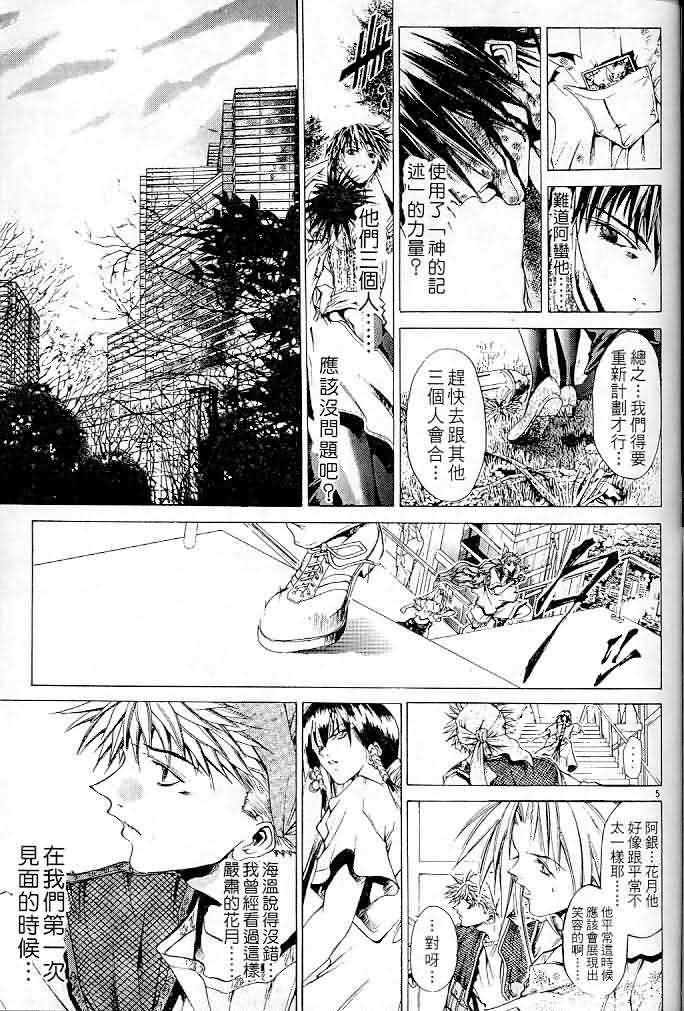 難道阿蠻他…
使用了「神的記
述」的力量?
總之…我們得要
重新計劃才行…
趕快去跟其他
三個人會合…
他們三個人……
應該沒問題吧?
5
阿銀…花月他
好像跟平常不
太一樣耶……
他平常這時候
應該會展現出
笑容的啊…
…對呀…
海溫說得沒錯…
我曾經看過這樣
嚴肅的花月……
在我們第一次
見面的時候…